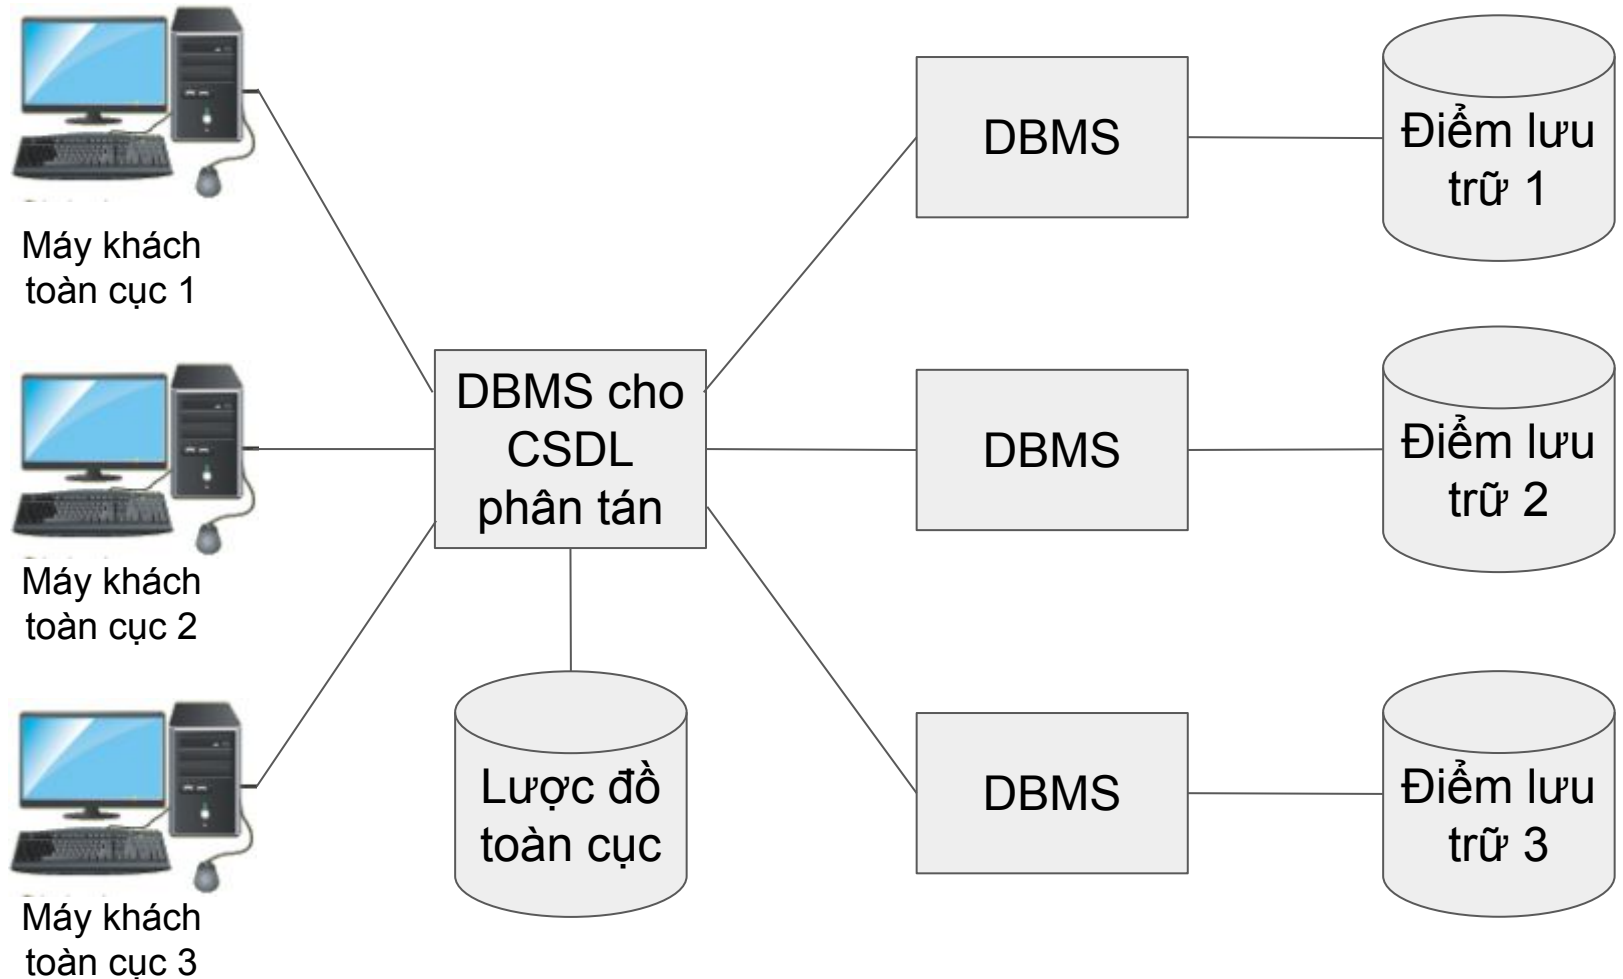 Máy khách
toàn cục 1
Máy khách
toàn cục 2
Máy khách
toàn cục 3
DBMS cho
CSDL
phân tán
Lược đồ
toàn cục
DBMS
Điểm lưu
trữ 1
DBMS
Điểm lưu
trữ 2
DBMS
Điểm lưu
trữ 3